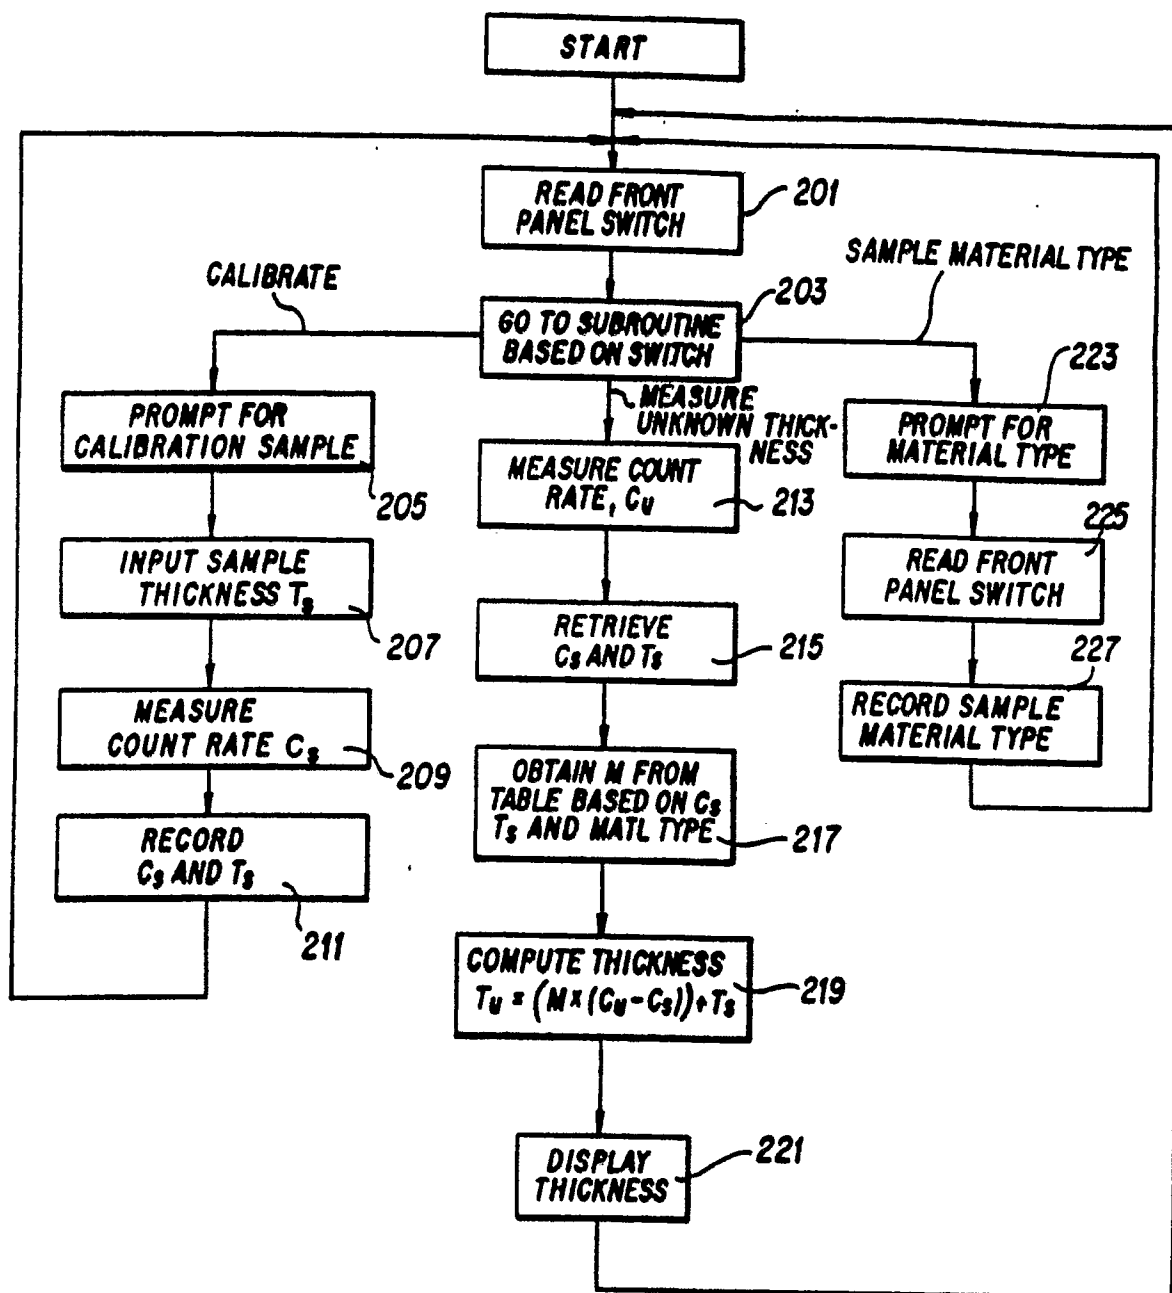 START
READ FRONT
PANEL SWITCH
201
CALIBRATE
SAMPLE MATERIAL TYPE
GO TO SUBROUTINE
BASED ON SWITCH
203
MEASURE
UNKNOWN THICK-
NESS
PROMPT FOR
CALIBRATION SAMPLE
205
INPUT SAMPLE
THICKNESS Ts
207
MEASURE
COUNT RATE Cs
209
RECORD
Cs AND Ts
211
MEASURE COUNT
RATE, Cu
213
RETRIEVE
Cs AND Ts
215
OBTAIN M FROM
TABLE BASED ON Cs
Ts AND MATL TYPE
217
COMPUTE THICKNESS
Tu = (M x (Cu - Cs)) + Ts
219
DISPLAY
THICKNESS
221
223
PROMPT FOR
MATERIAL TYPE
225
READ FRONT
PANEL SWITCH
227
RECORD SAMPLE
MATERIAL TYPE